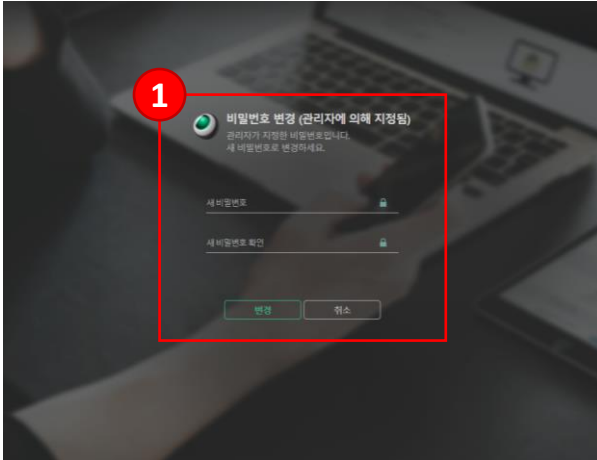 1
비밀번호 변경 (관리자에 의해 지정됨)
관리자가 지정한 비밀번호입니다.
새 비밀번호로 변경하세요.
새 비밀번호
새 비밀번호 확인
변경
취소